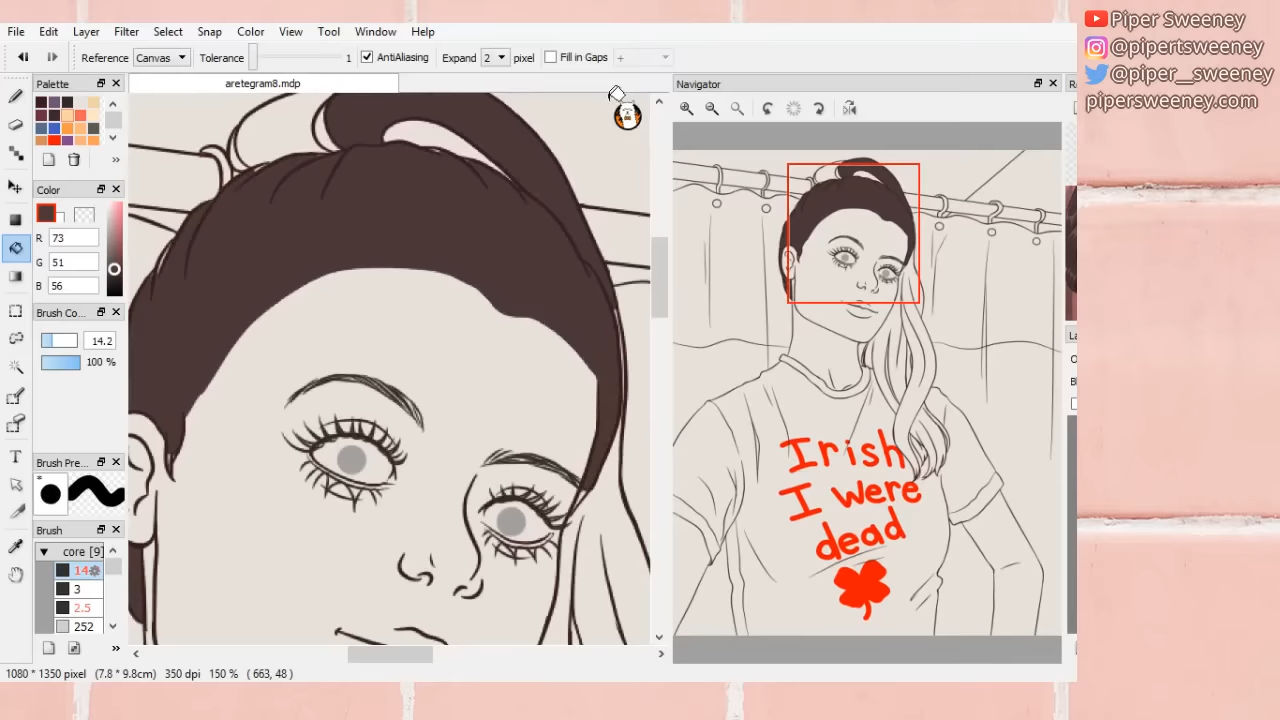 File Edit Layer Filter Select Snap Color View Tool Window Help
Reference Canvas Tolerance 1 AntiAliasing Expand 2 pixel Fill in Gaps +
Palette
aretegram8.mdp
Navigator
Color
R 73
G 51
B 56
Brush Co...
14.2
100 %
Brush Pre...
Brush
core [9]
14
3
2.5
252
1080 * 1350 pixel (7.8 * 9.8cm) 350 dpi 150 % ( 663, 48 )
Irish
I were
dead
Piper Sweeney
@pipertsweeney
@piper__sweeney
pipersweeney.com